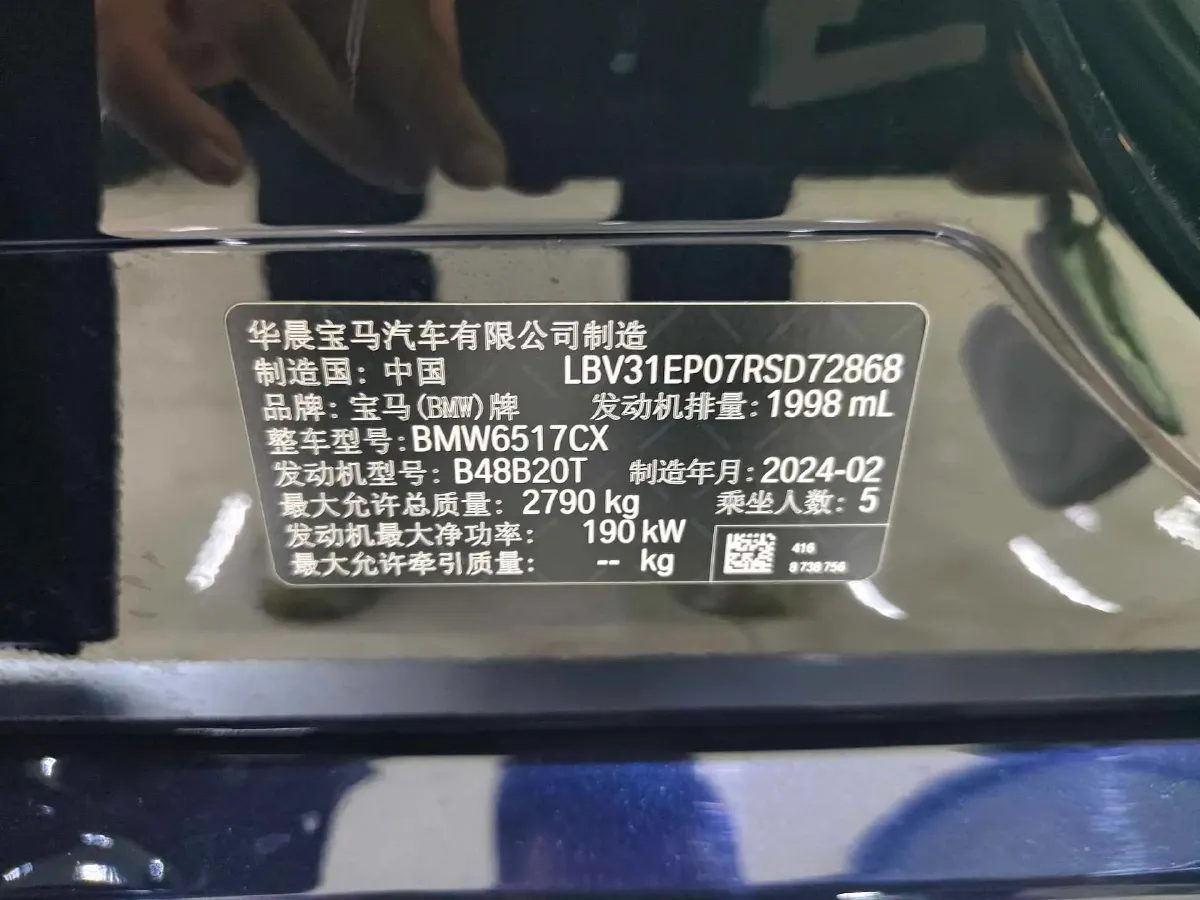 华晨宝马汽车有限公司制造
制造国：中国 LBV31EP07RSD72868
品牌：宝马(BMW)牌 发动机排量：1998 mL
整车型号：BMW6517CX
发动机型号：B48B20T 制造年月：2024-02
最大允许总质量：2790 kg 乘坐人数：5
发动机最大净功率：190 kW
最大允许牵引质量：-- kg
416
8 738 756